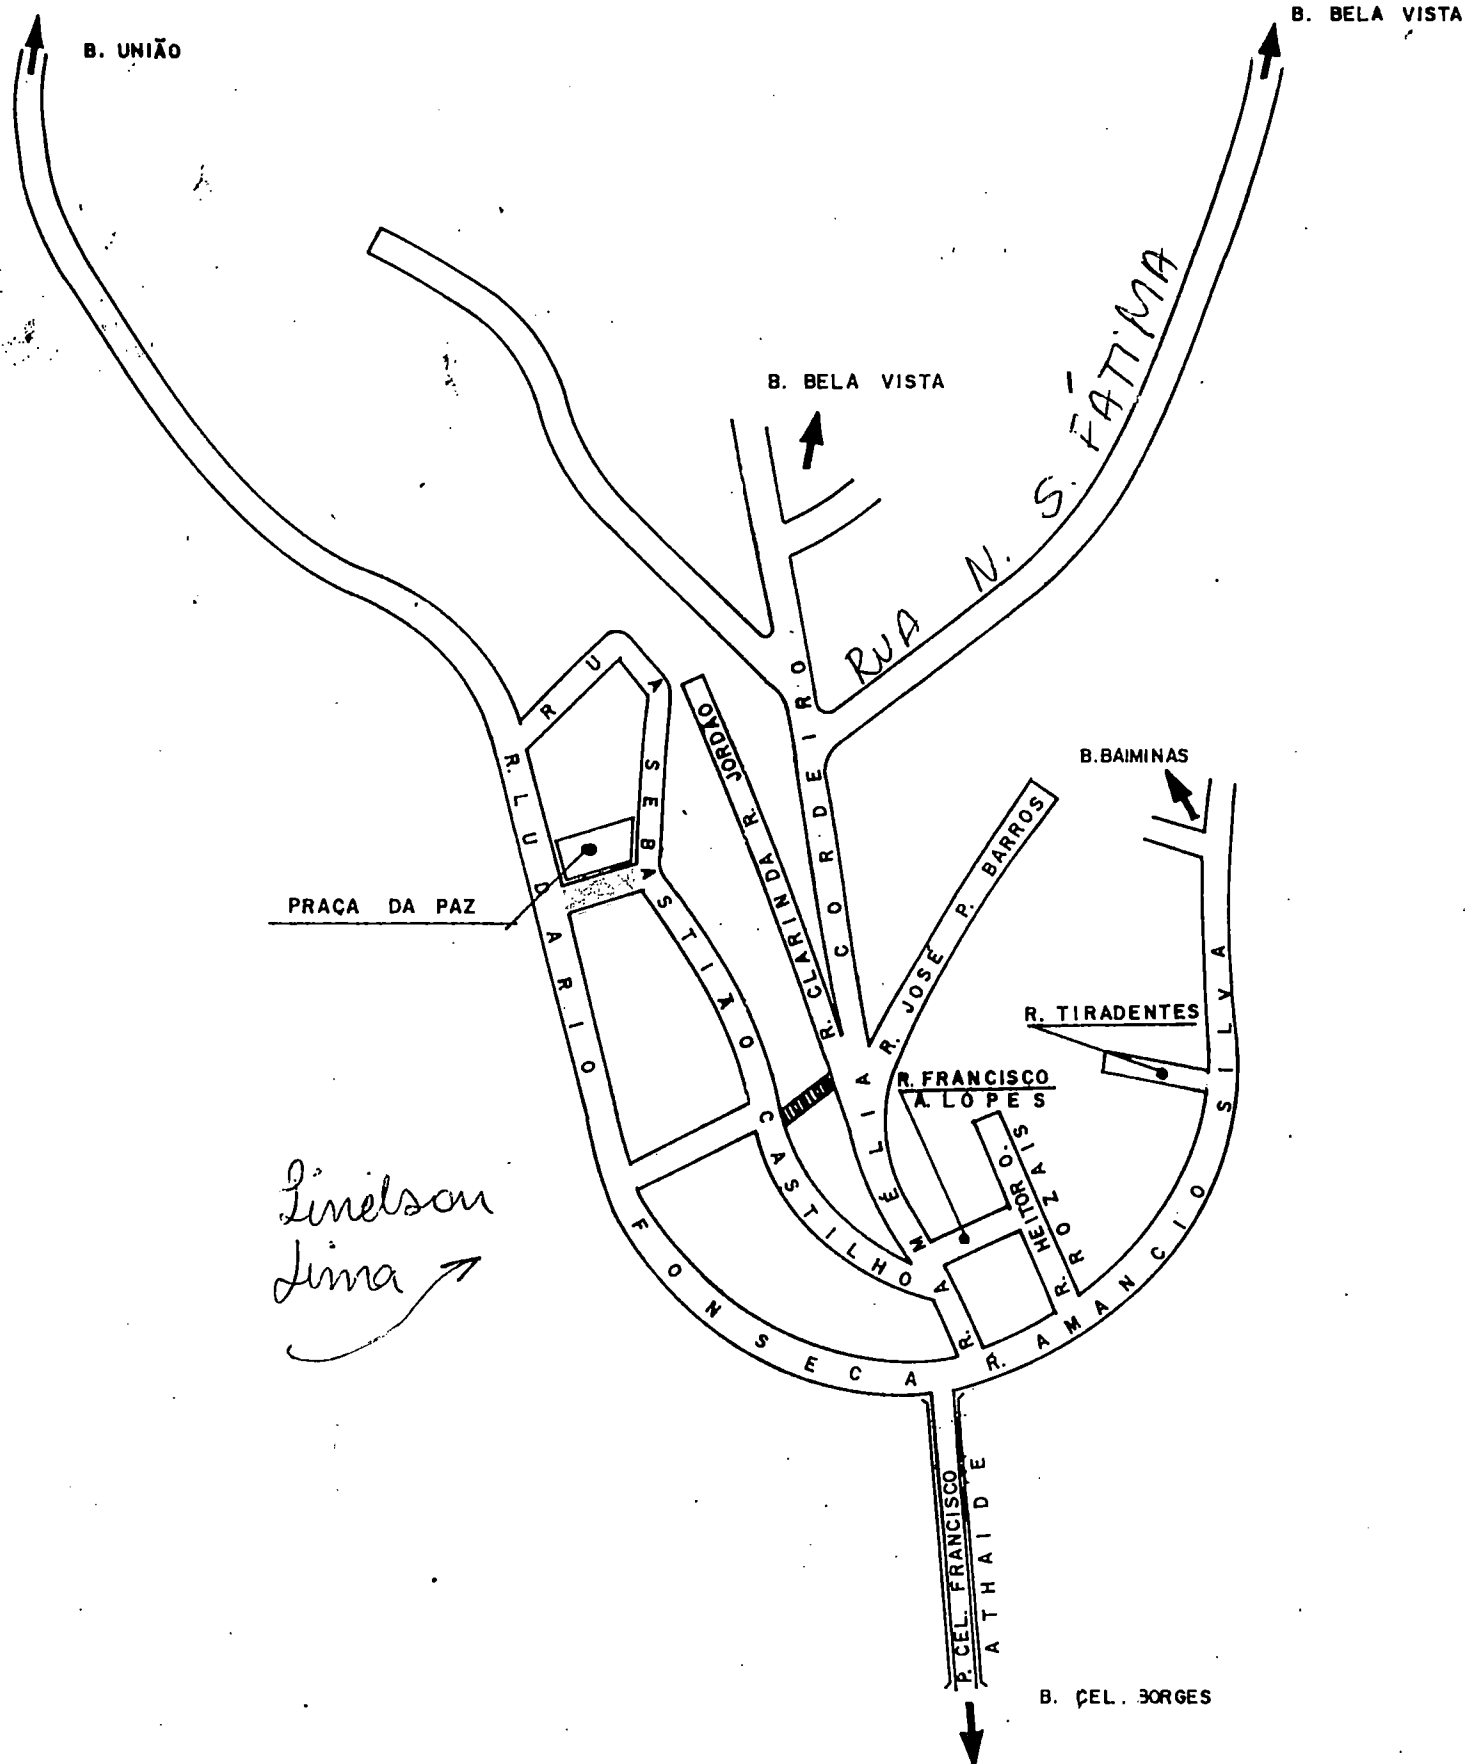 B. UNIÃO
B. BELA VISTA
B. BELA VISTA
RUA N. S. FÁTIMA
B. BAIMINAS
R. LUDARIO FONSECA
RUA SEBASTIÃO CASTILHO
R. CLARINDA R. JORDÃO
R. AMÉLIA CORDEIRO
R. JOSÉ P. BARROS
PRAÇA DA PAZ
R. TIRADENTES
R. FRANCISCO
A. LOPES
R. HEITOR O.
ROZAIS
R. AMANCIO SILVA
Linelson
Lima
P. CEL. FRANCISCO
ATHAIDE
B. CEL. BORGES